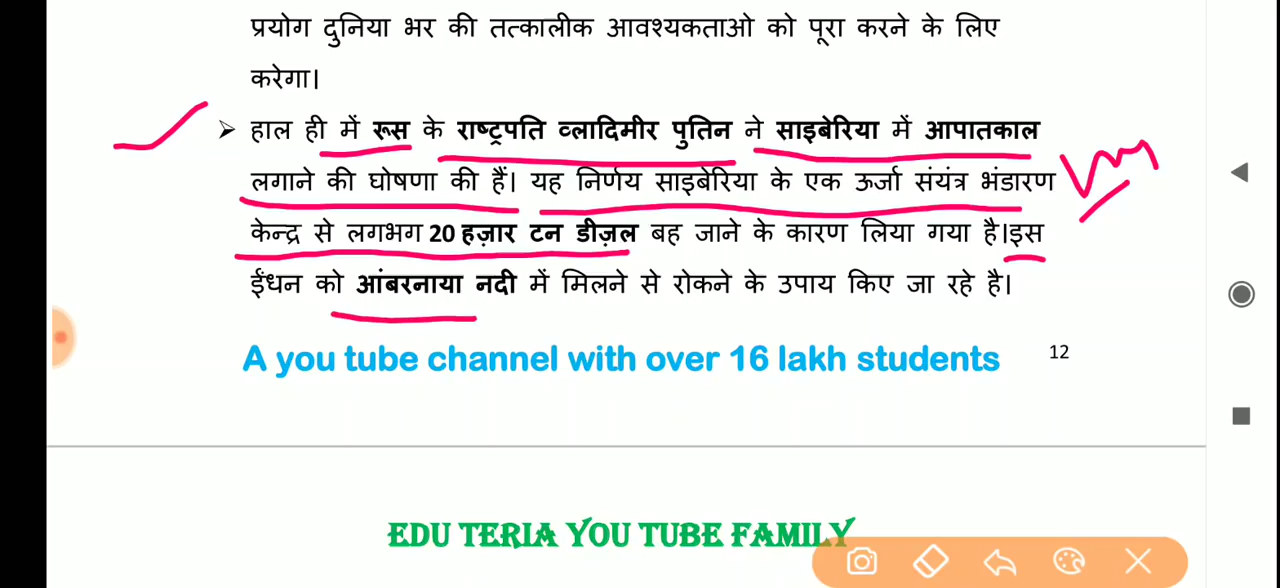 प्रयोग दुनिया भर की तत्कालीक आवश्यकताओ को पूरा करने के लिए
करेगा।
➢ हाल ही में रूस के राष्ट्रपति व्लादिमीर पुतिन ने साइबेरिया में आपातकाल
लगाने की घोषणा की हैं। यह निर्णय साइबेरिया के एक ऊर्जा संयंत्र भंडारण
केन्द्र से लगभग 20 हज़ार टन डीज़ल बह जाने के कारण लिया गया है।इस
ईंधन को आंबरनाया नदी में मिलने से रोकने के उपाय किए जा रहे है।
A you tube channel with over 16 lakh students
12
EDU TERIA YOU TUBE FAMILY